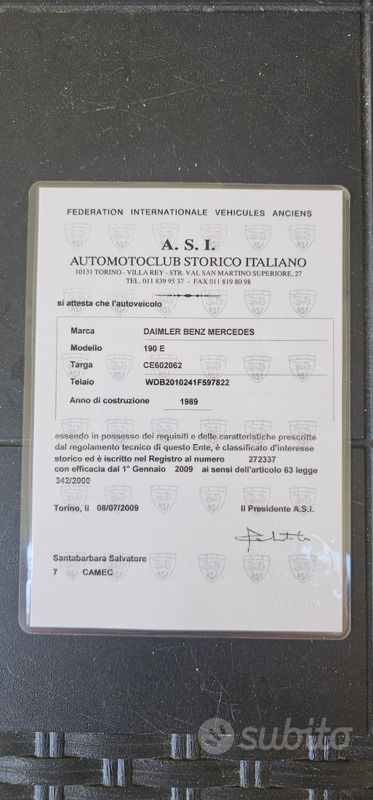 FEDERATION INTERNATIONALE VEHICULES ANCIENS
A. S. I.
AUTOMOTOCLUB STORICO ITALIANO
10131 TORINO - VILLA REY - STR. VAL SAN MARTINO SUPERIORE, 27
TEL. 011 839 95 37 - FAX 011 819 80 98
si attesta che l'autoveicolo
Marca DAIMLER BENZ MERCEDES
Modello 190 E
Targa CE602062
Telaio WDB2010241F597822
Anno di costruzione 1989
essendo in possesso dei requisiti e delle caratteristiche prescritte
dal regolamento tecnico di questo Ente, è classificato d'interesse
storico ed è iscritto nel Registro al numero 272337
con efficacia dal 1° Gennaio 2009 ai sensi dell'articolo 63 legge
342/2000
Torino, li 08/07/2009 Il Presidente A.S.I.
Santabarbara Salvatore
7 CAMEC
subito